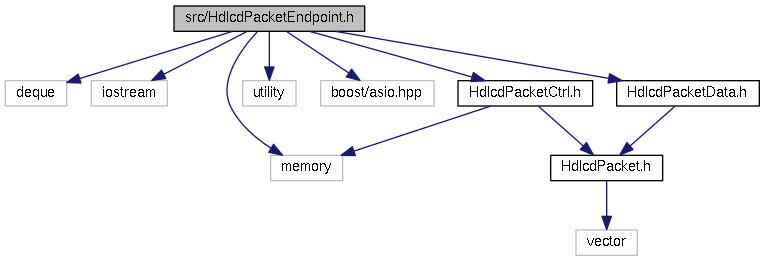 src/HdlcdPacketEndpoint.h
deque
iostream
utility
boost/asio.hpp
HdlcdPacketCtrl.h
HdlcdPacketData.h
memory
HdlcdPacket.h
vector